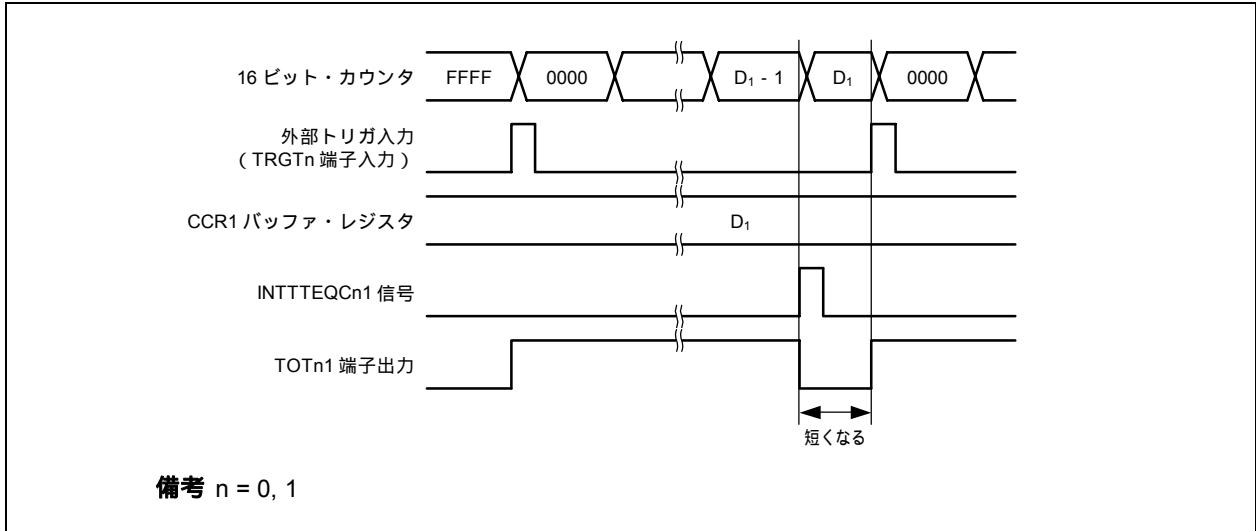 16 ビット・カウンタ
FFFF
0000
D₁ - 1
D₁
0000
外部トリガ入力
（TRGTn 端子入力）
CCR1 バッファ・レジスタ
D₁
INTTTEQCn1 信号
TOTn1 端子出力
短くなる
備考 n = 0, 1